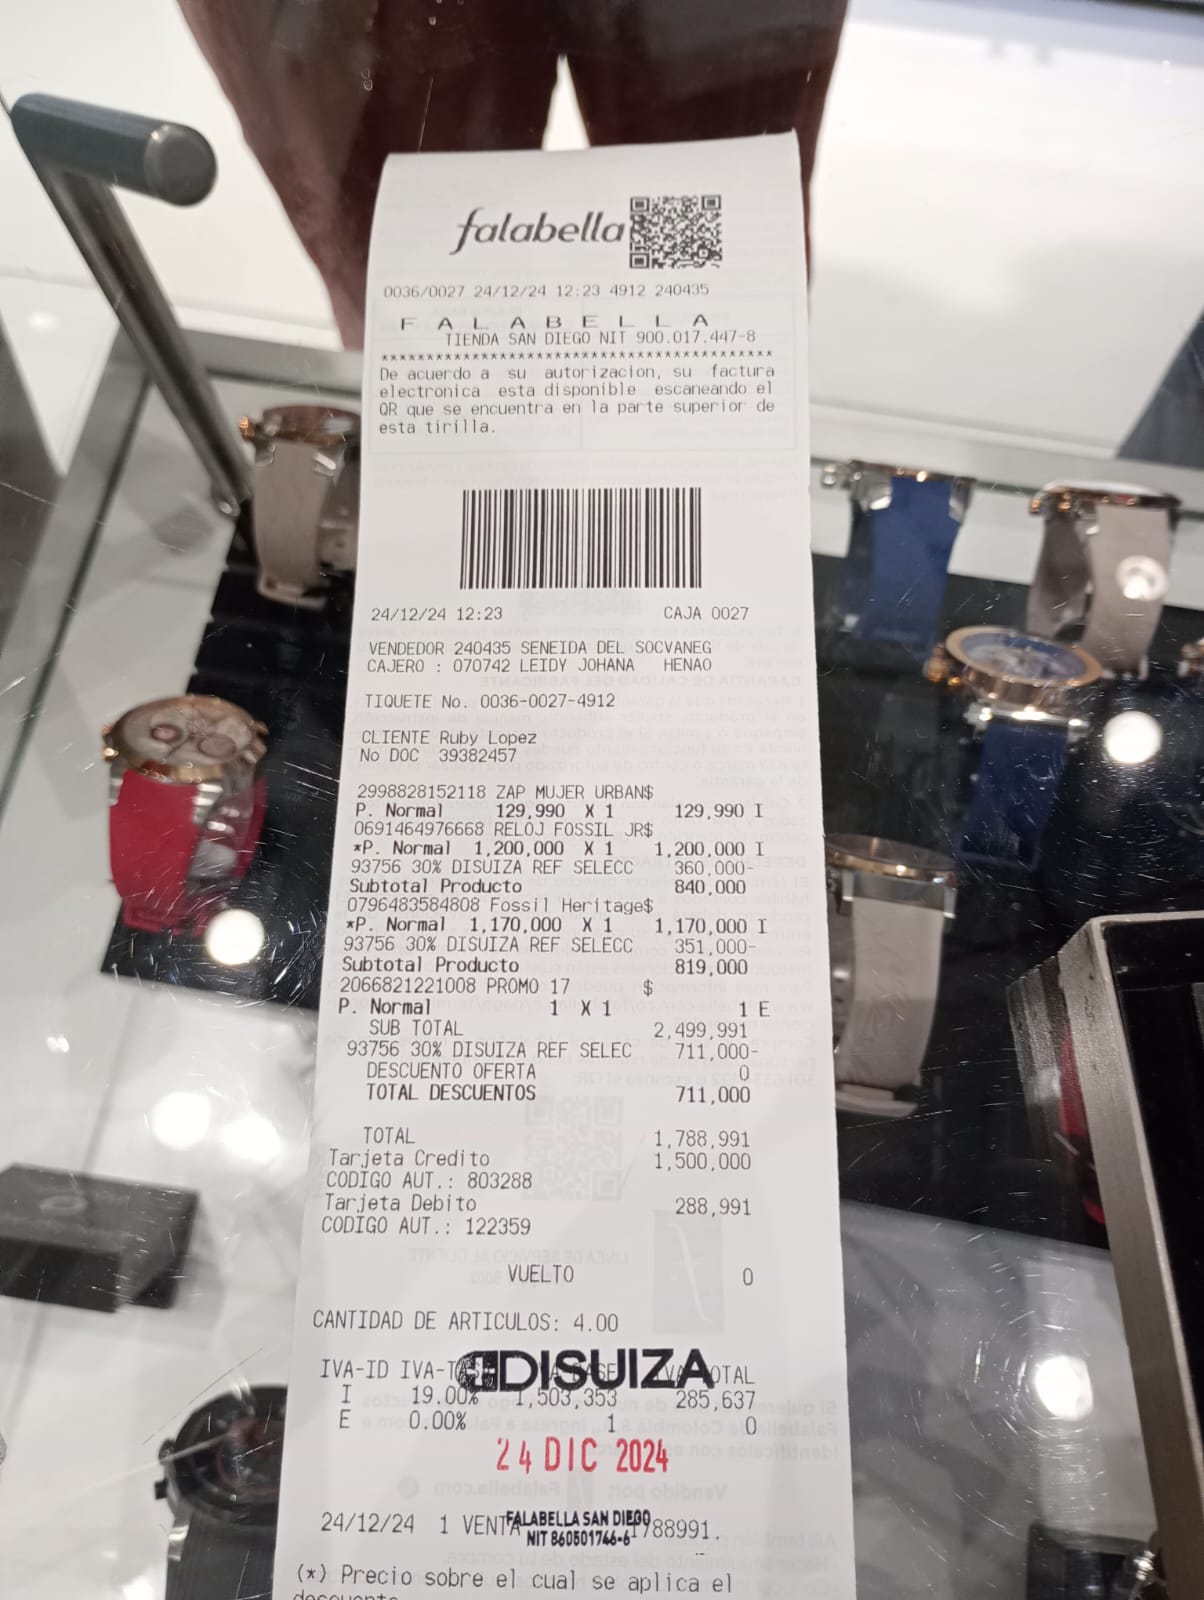 falabella
0036/0027 24/12/24 12:23 4912 240435
F A L A B E L L A
TIENDA SAN DIEGO NIT 900.017.447-8
******************************************
De acuerdo a su autorizacion, su factura
electronica esta disponible escaneando el
QR que se encuentra en la parte superior de
esta tirilla.
24/12/24 12:23 CAJA 0027
VENDEDOR 240435 SENEIDA DEL SOCVANEG
CAJERO : 070742 LEIDY JOHANA HENAO
TIQUETE No. 0036-0027-4912
CLIENTE Ruby Lopez
No DOC 39382457
2998828152118 ZAP MUJER URBAN$
P. Normal 129,990 X 1 129,990 I
0691464976668 RELOJ FOSSIL JR$
*P. Normal 1,200,000 X 1 1,200,000 I
93756 30% DISUIZA REF SELECC 360,000-
Subtotal Producto 840,000
0796483584808 Fossil Heritage$
*P. Normal 1,170,000 X 1 1,170,000 I
93756 30% DISUIZA REF SELECC 351,000-
Subtotal Producto 819,000
2066821221008 PROMO 17 $
P. Normal 1 X 1 1 E
SUB TOTAL 2,499,991
93756 30% DISUIZA REF SELEC 711,000-
DESCUENTO OFERTA 0
TOTAL DESCUENTOS 711,000
TOTAL 1,788,991
Tarjeta Credito 1,500,000
CODIGO AUT.: 803288
Tarjeta Debito 288,991
CODIGO AUT.: 122359
VUELTO 0
CANTIDAD DE ARTICULOS: 4.00
IVA-ID
DISUIZA
I 19.00% 1,503,353 285,637
E 0.00% 1 0
24 DIC 2024
24/12/24 1 VENTA 1788991.
FALABELLA SAN DIEGO
NIT 860501766-6
(*) Precio sobre el cual se aplica el
descuento